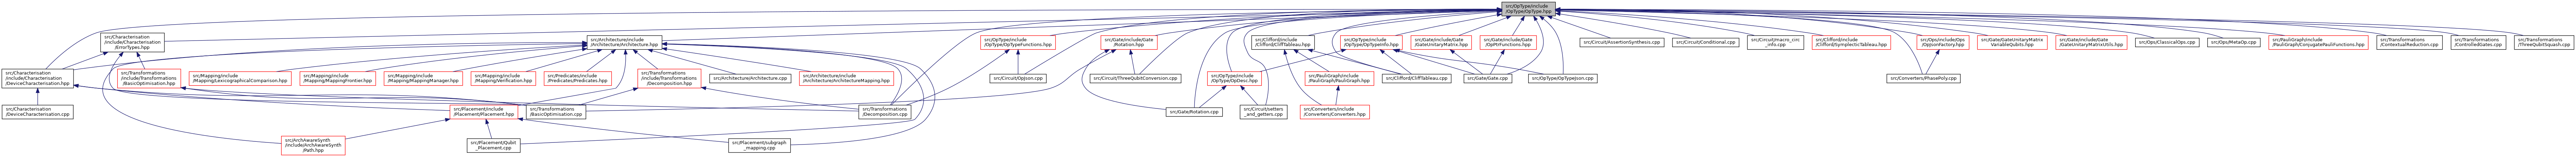 src/OpType/include
/OpType/OpType.hpp
src/Characterisation
/include/Characterisation
/ErrorTypes.hpp
src/Architecture/include
/Architecture/Architecture.hpp
src/OpType/include
/OpType/OpTypeFunctions.hpp
src/Gate/include/Gate
/Rotation.hpp
src/Clifford/include
/Clifford/CliffTableau.hpp
src/OpType/include
/OpType/OpTypeInfo.hpp
src/Gate/include/Gate
/GateUnitaryMatrix.hpp
src/Gate/include/Gate
/OpPtrFunctions.hpp
src/Circuit/AssertionSynthesis.cpp
src/Circuit/Conditional.cpp
src/Circuit/macro_circ
_info.cpp
src/Clifford/include
/Clifford/SymplecticTableau.hpp
src/Ops/include/Ops
/OpJsonFactory.hpp
src/Gate/GateUnitaryMatrix
VariableQubits.cpp
src/Gate/include/Gate
/GateUnitaryMatrixUtils.hpp
src/Ops/ClassicalOps.cpp
src/Ops/MetaOp.cpp
src/PauliGraph/include
/PauliGraph/ConjugatePauliFunctions.hpp
src/Transformations
/ContextualReduction.cpp
src/Transformations
/ControlledGates.cpp
src/Transformations
/ThreeQubitSquash.cpp
src/Characterisation
/include/Characterisation
/DeviceCharacterisation.hpp
src/Transformations
/include/Transformations
/BasicOptimisation.hpp
src/Mapping/include
/Mapping/LexicographicalComparison.hpp
src/Mapping/include
/Mapping/MappingFrontier.hpp
src/Mapping/include
/Mapping/MappingManager.hpp
src/Mapping/include
/Mapping/Verification.hpp
src/Predicates/include
/Predicates/Predicates.hpp
src/Transformations
/include/Transformations
/Decomposition.hpp
src/Architecture/Architecture.cpp
src/Architecture/include
/Architecture/ArchitectureMapping.hpp
src/Circuit/OpJson.cpp
src/Circuit/ThreeQubitConversion.cpp
src/OpType/include
/OpType/OpDesc.hpp
src/PauliGraph/include
/PauliGraph/PauliGraph.hpp
src/Clifford/CliffTableau.cpp
src/Gate/Gate.cpp
src/OpType/OpTypeJson.cpp
src/Converters/PhasePoly.cpp
src/Characterisation
/DeviceCharacterisation.cpp
src/Placement/include
/Placement/Placement.hpp
src/Transformations
/BasicOptimisation.cpp
src/Transformations
/Decomposition.cpp
src/Gate/Rotation.cpp
src/Circuit/setters
_and_getters.cpp
src/Converters/include
/Converters/Converters.hpp
src/ArchAwareSynth
/include/ArchAwareSynth
/Path.hpp
src/Placement/Qubit
_Placement.cpp
src/Placement/subgraph
_mapping.cpp